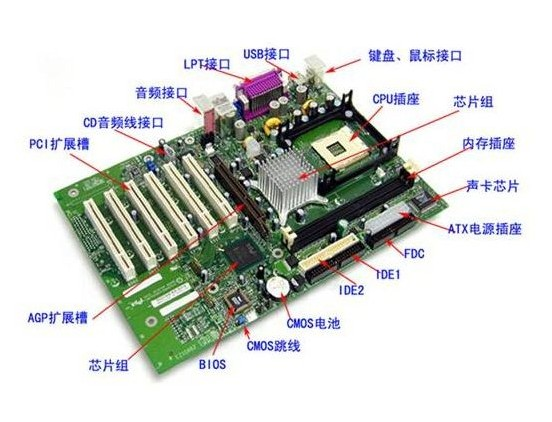 USB接口
键盘、鼠标接口
LPT接口
音频接口
CPU插座
芯片组
CD音频线接口
PCI扩展槽
内存插座
声卡芯片
ATX电源插座
FDC
IDE1
IDE2
AGP扩展槽
CMOS电池
CMOS跳线
芯片组
BIOS